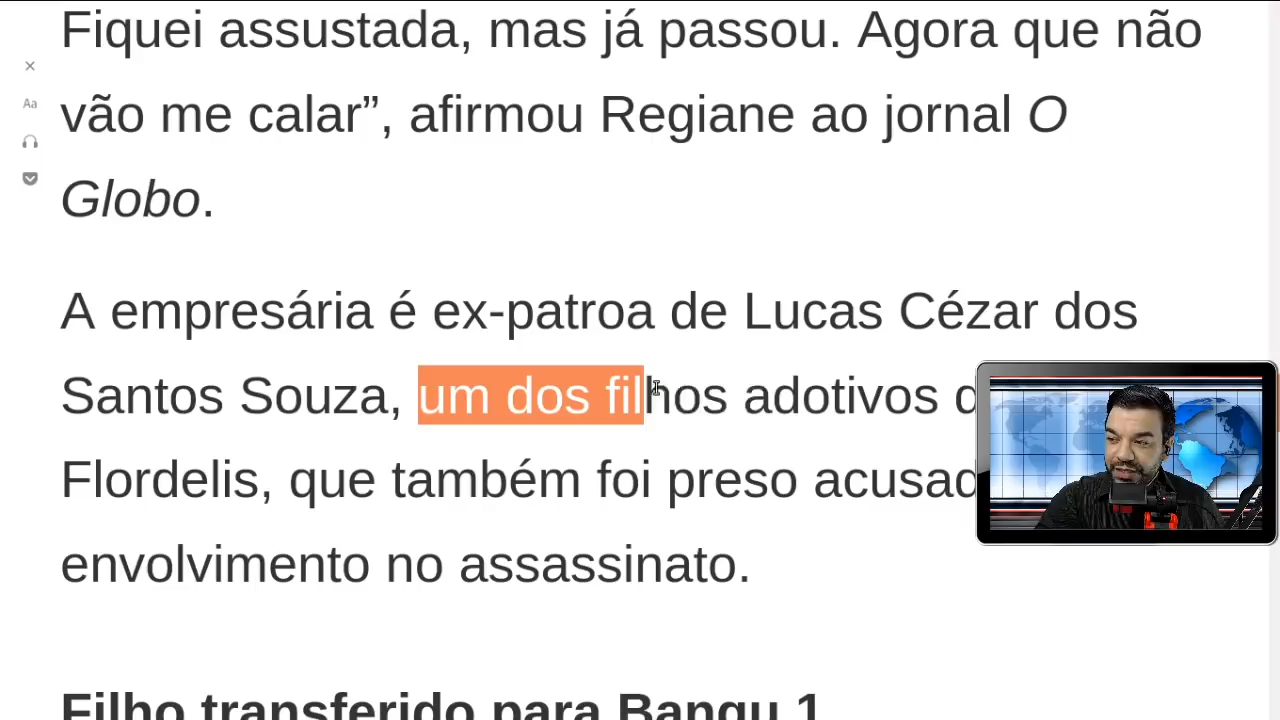 Fiquei assustada, mas já passou. Agora que não
vão me calar”, afirmou Regiane ao jornal O
Globo.
A empresária é ex-patroa de Lucas Cézar dos
Santos Souza, um dos filhos adotivos
Flordelis, que também foi preso
envolvimento no assassinato.
Filho transferido para Bangu 1
Aa